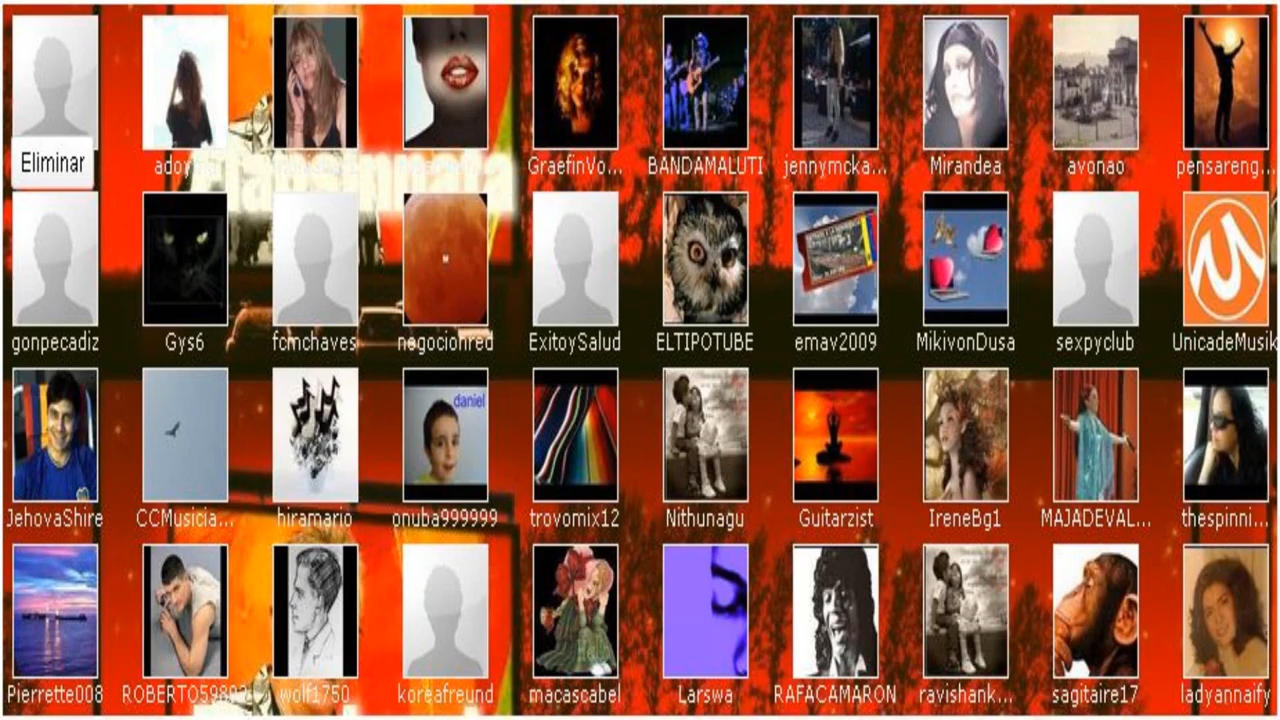 Eliminar
GraefinVo... BANDAMALUTI jennymcka... Mirandea avonao pensareng...
gonpecadiz Gys6 fcmchaves negocionred ExitoySalud ELTIPOTUBE emav2009 MikivonDusa sexpyclub UnicadeMusik
daniel
JehovaShire CCMusicia... hiramario onuba999999 trovomix12 Nithunagu Guitarzist IreneBg1 MAJADEVAL... thespinni...
Pierrette008 wolf1750 koreafreund macascabel Larswa RAFACAMARON ravishank... sagitaire17 ladyannaify